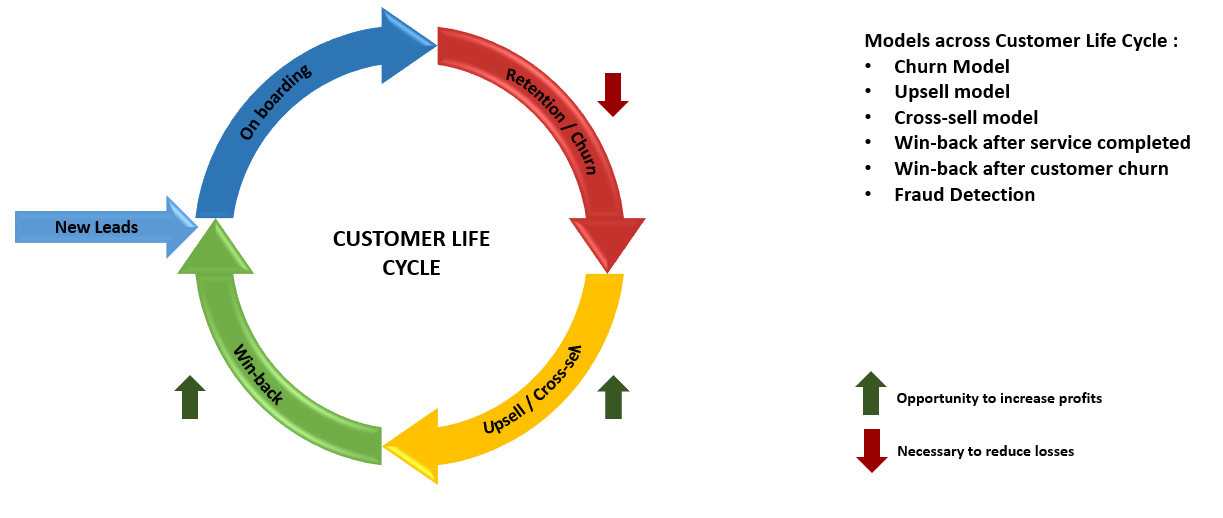 On boarding
Retention / Churn
New Leads
CUSTOMER LIFE
CYCLE
Win-back
Upsell / Cross-sell
Models across Customer Life Cycle :
• Churn Model
• Upsell model
• Cross-sell model
• Win-back after service completed
• Win-back after customer churn
• Fraud Detection
Opportunity to increase profits
Necessary to reduce losses